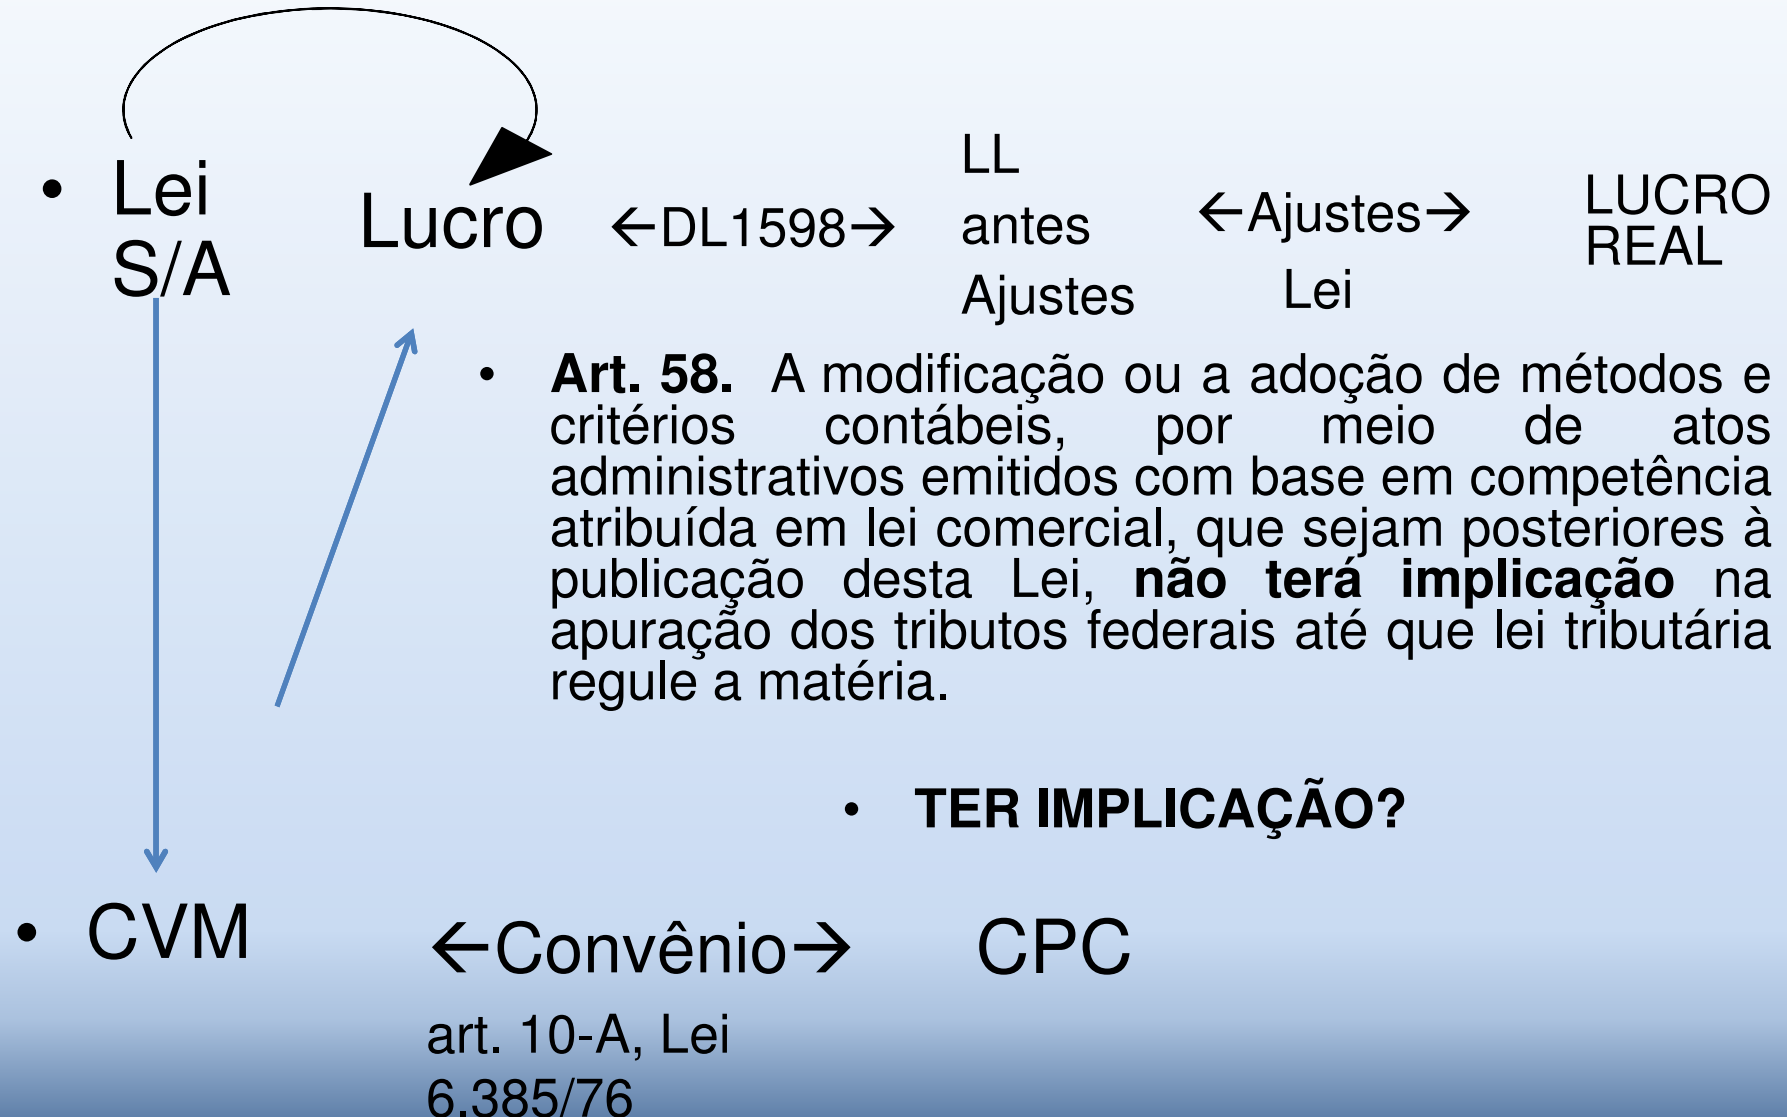 • Lei
S/A
Lucro
←DL1598→
LL
antes
Ajustes
←Ajustes→
Lei
LUCRO
REAL
• Art. 58. A modificação ou a adoção de métodos e
critérios contábeis, por meio de atos
administrativos emitidos com base em competência
atribuída em lei comercial, que sejam posteriores à
publicação desta Lei, não terá implicação na
apuração dos tributos federais até que lei tributária
regule a matéria.
• TER IMPLICAÇÃO?
• CVM
←Convênio→
CPC
art. 10-A, Lei
6.385/76